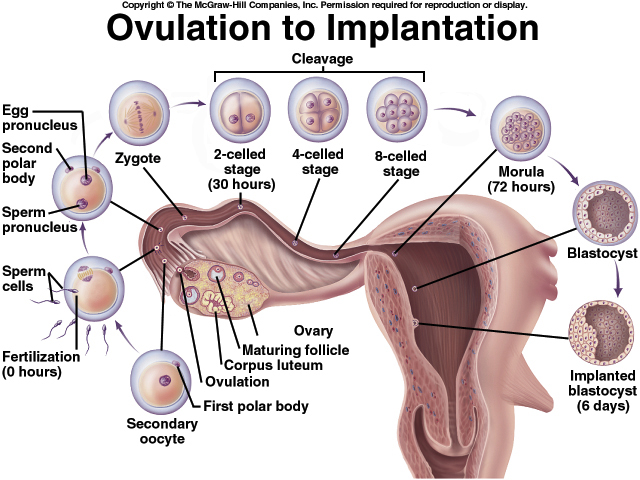 Copyright © The McGraw-Hill Companies, Inc. Permission required for reproduction or display.
Ovulation to Implantation
Cleavage
Egg
pronucleus
Second
polar
body
Sperm
pronucleus
Sperm
cells
Fertilization
(0 hours)
Zygote
2-celled
stage
(30 hours)
4-celled
stage
8-celled
stage
Morula
(72 hours)
Blastocyst
Implanted
blastocyst
(6 days)
Ovary
Maturing follicle
Corpus luteum
Ovulation
First polar body
Secondary
oocyte